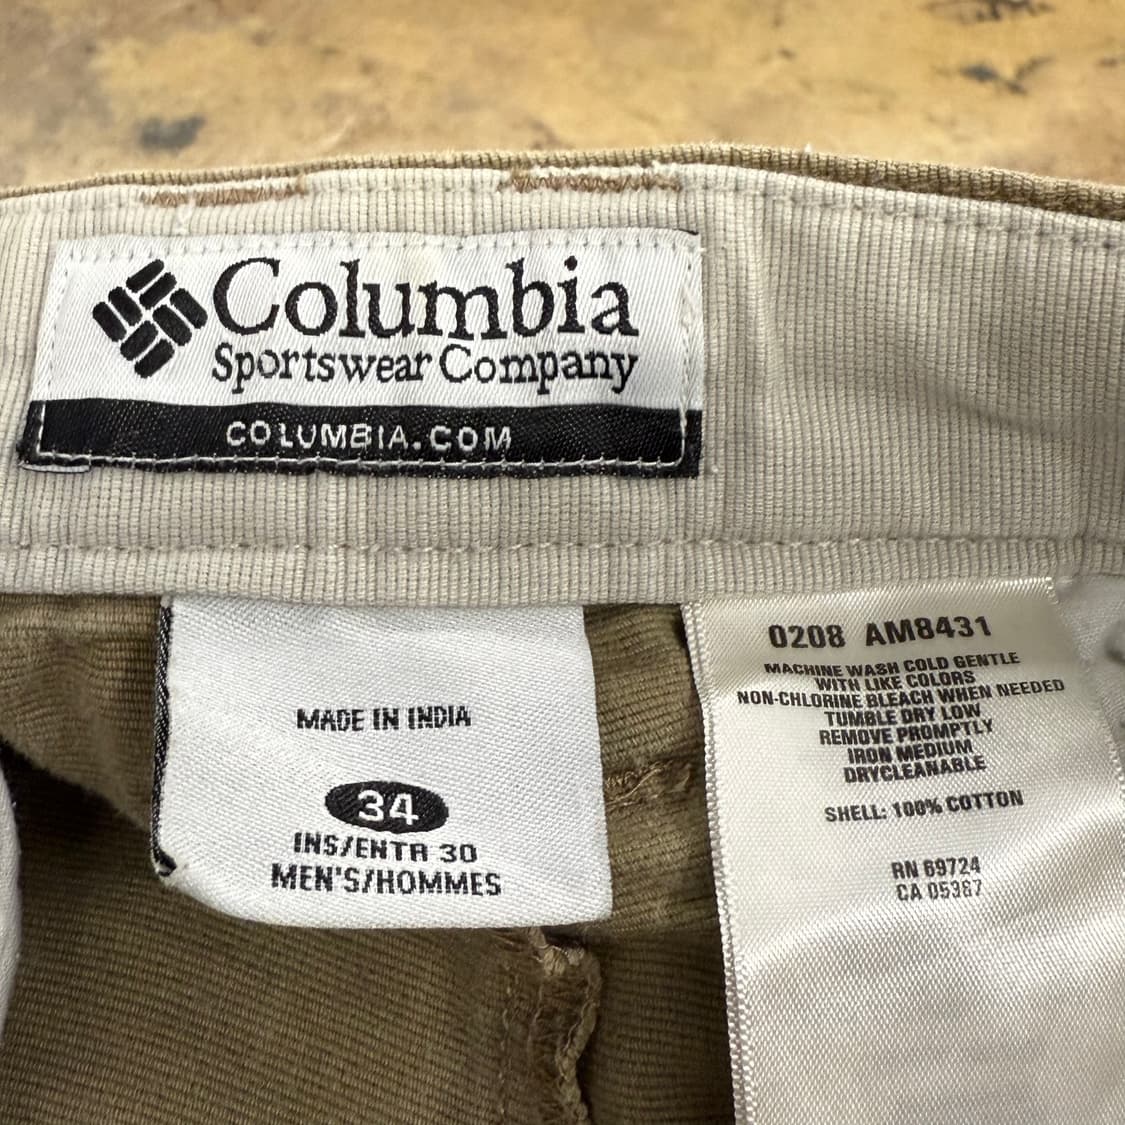 Columbia
Sportswear Company
COLUMBIA.COM
MADE IN INDIA
34
INS/ENTR 30
MEN'S/HOMMES
0208 AM8431
MACHINE WASH COLD GENTLE
WITH LIKE COLORS
NON-CHLORINE BLEACH WHEN NEEDED
TUMBLE DRY LOW
REMOVE PROMPTLY
IRON MEDIUM
DRYCLEANABLE
SHELL: 100% COTTON
RN 69724
CA 05367